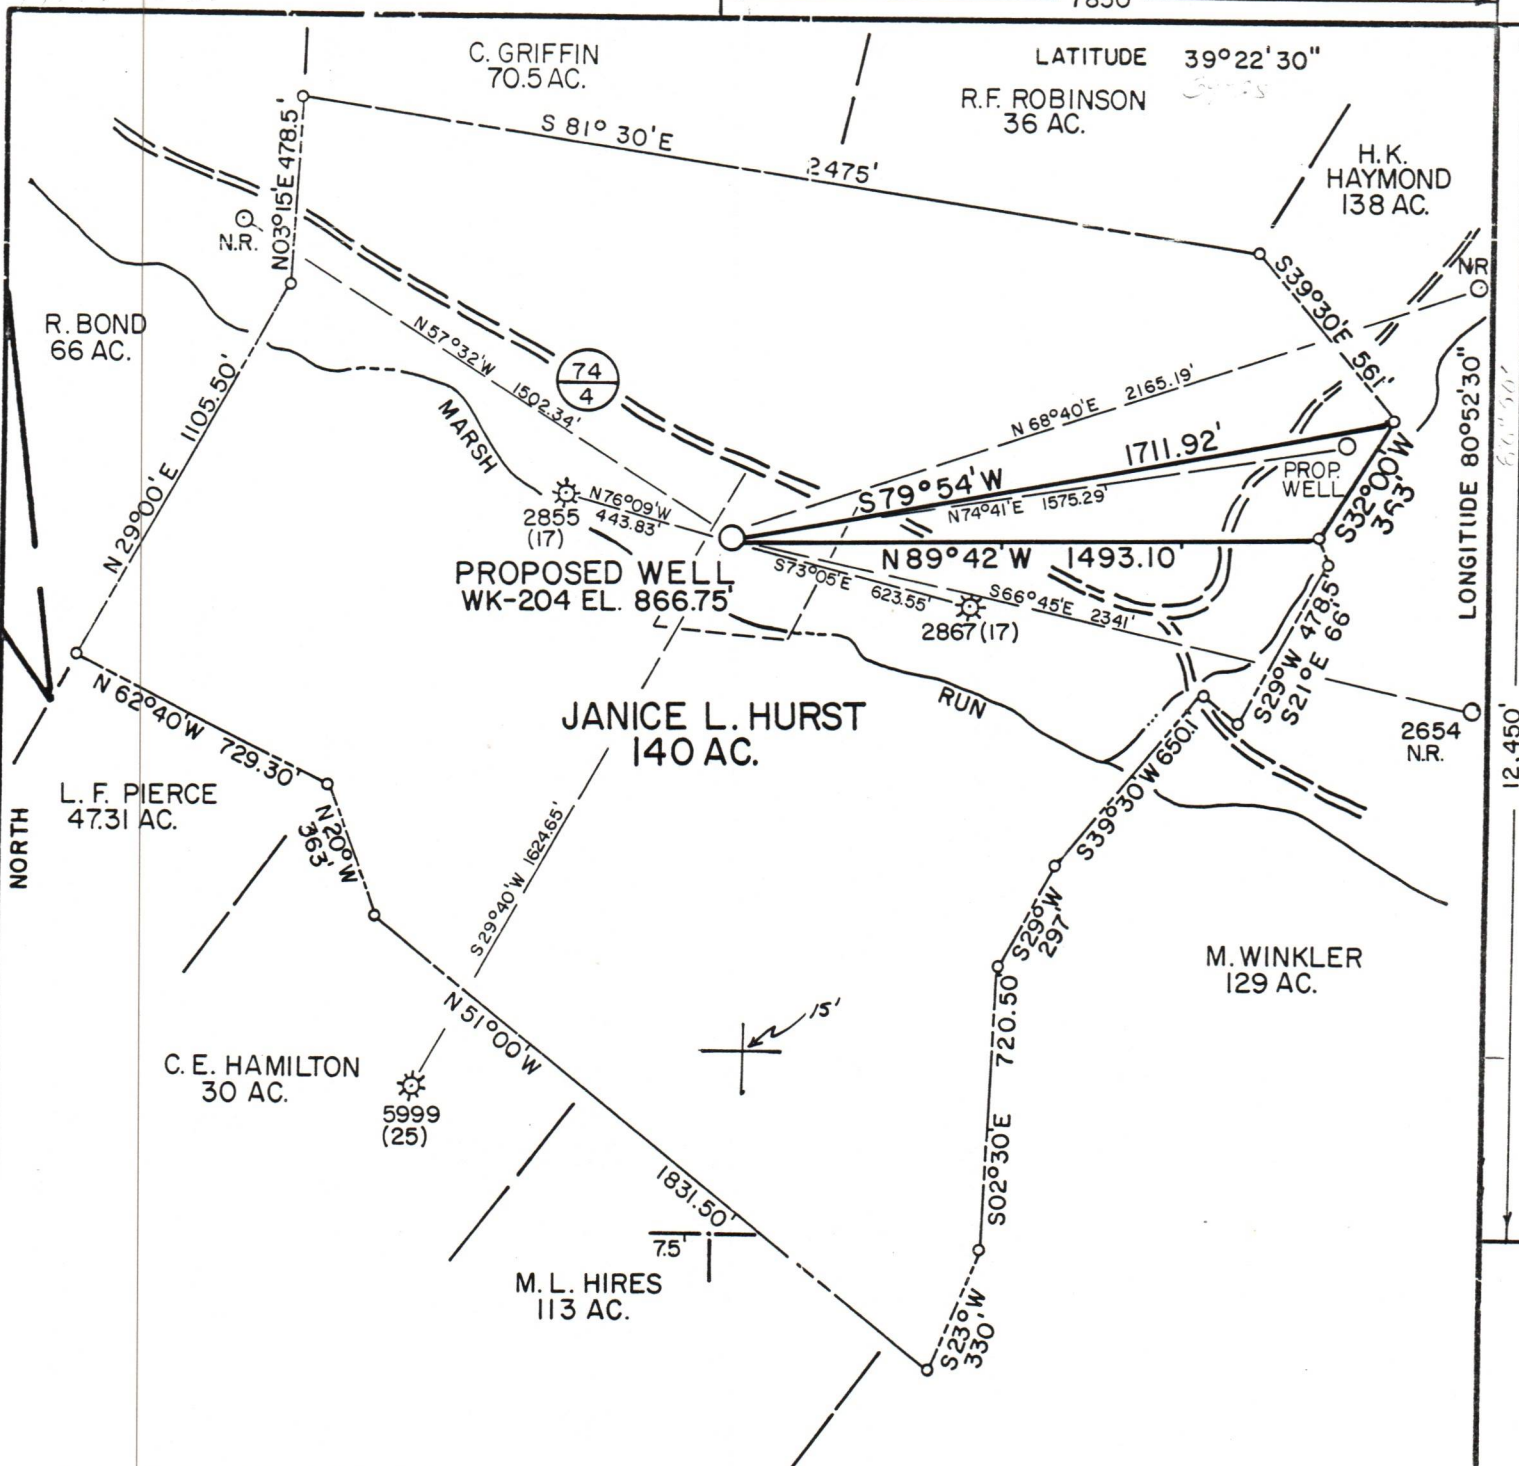 7850
C. GRIFFIN
70.5 AC.
LATITUDE 39°22'30"
R.F. ROBINSON
36 AC.
H.K.
HAYMOND
138 AC.
S 81° 30'E
2475'
N03°15'E 478.5'
N.R.
R. BOND
66 AC.
N 29°00'E 1105.50'
N 57°32'W 1502.34'
74
4
MARSH
N 68°40'E 2165.19'
S39°30'E 561'
N.R
LONGITUDE 80°52'30"
1711.92'
S79°54'W
N74°41'E 1575.29'
PROP.
WELL
S32°00'W
363'
2855
(17)
N76°09'W
443.83'
PROPOSED WELL
WK-204 EL. 866.75'
N89°42'W 1493.10'
S73°05'E 623.55'
S66°45'E 2341'
2867 (17)
S29°W 478.5'
S21°E 66'
RUN
2654
N.R.
12,450'
JANICE L. HURST
140 AC.
N 62°40'W 729.30'
L. F. PIERCE
47.31 AC.
NORTH
N 20°W
363'
S 29°40'W 1624.65'
S39°30'W 650.1'
S29°W
297'
M. WINKLER
129 AC.
N 51°00'W
1831.50'
C. E. HAMILTON
30 AC.
5999
(25)
15'
S02°30'E 720.50'
7.5'
M. L. HIRES
113 AC.
S23°W
330'